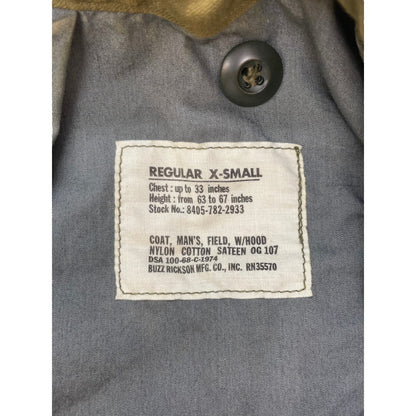 REGULAR X-SMALL
Chest: up to 33 inches
Height: from 63 to 67 inches
Stock No.: 8405-782-2933
COAT, MAN'S, FIELD, W/HOOD
NYLON COTTON SATEEN OG 107
DSA 100-68-C-1974
BUZZ RICKSON MFG. CO., INC. RN35570